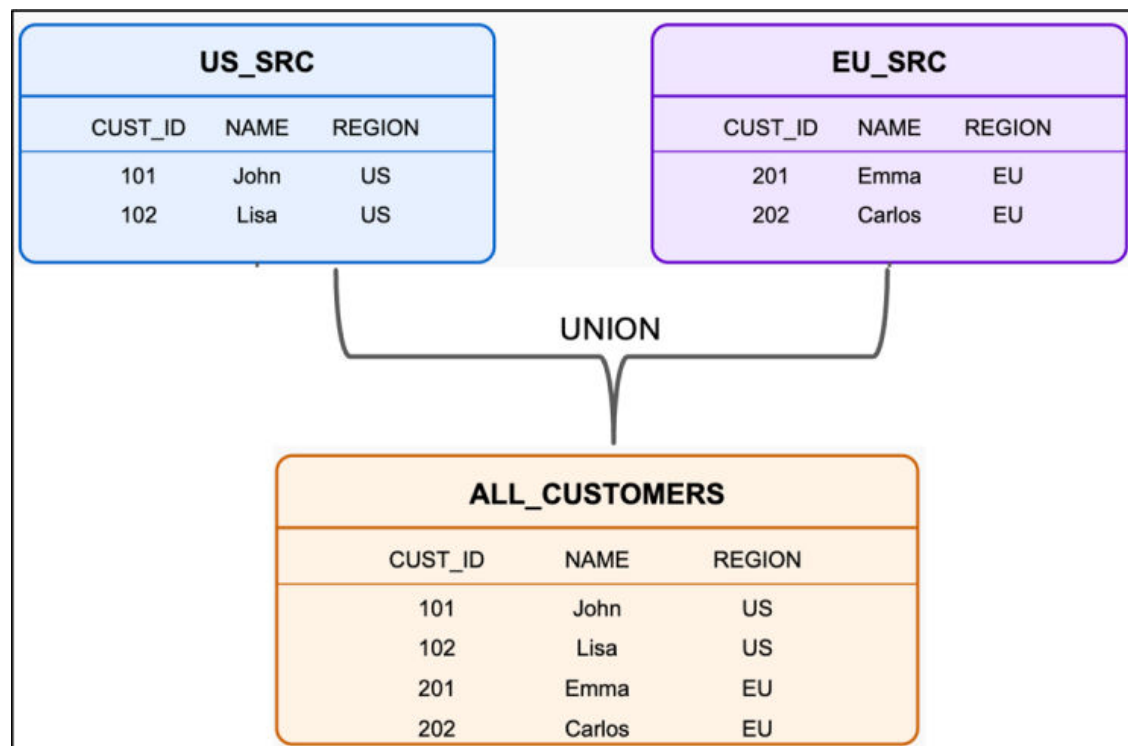 US_SRC
CUST_ID NAME REGION
101 John US
102 Lisa US
EU_SRC
CUST_ID NAME REGION
201 Emma EU
202 Carlos EU
UNION
ALL_CUSTOMERS
CUST_ID NAME REGION
101 John US
102 Lisa US
201 Emma EU
202 Carlos EU